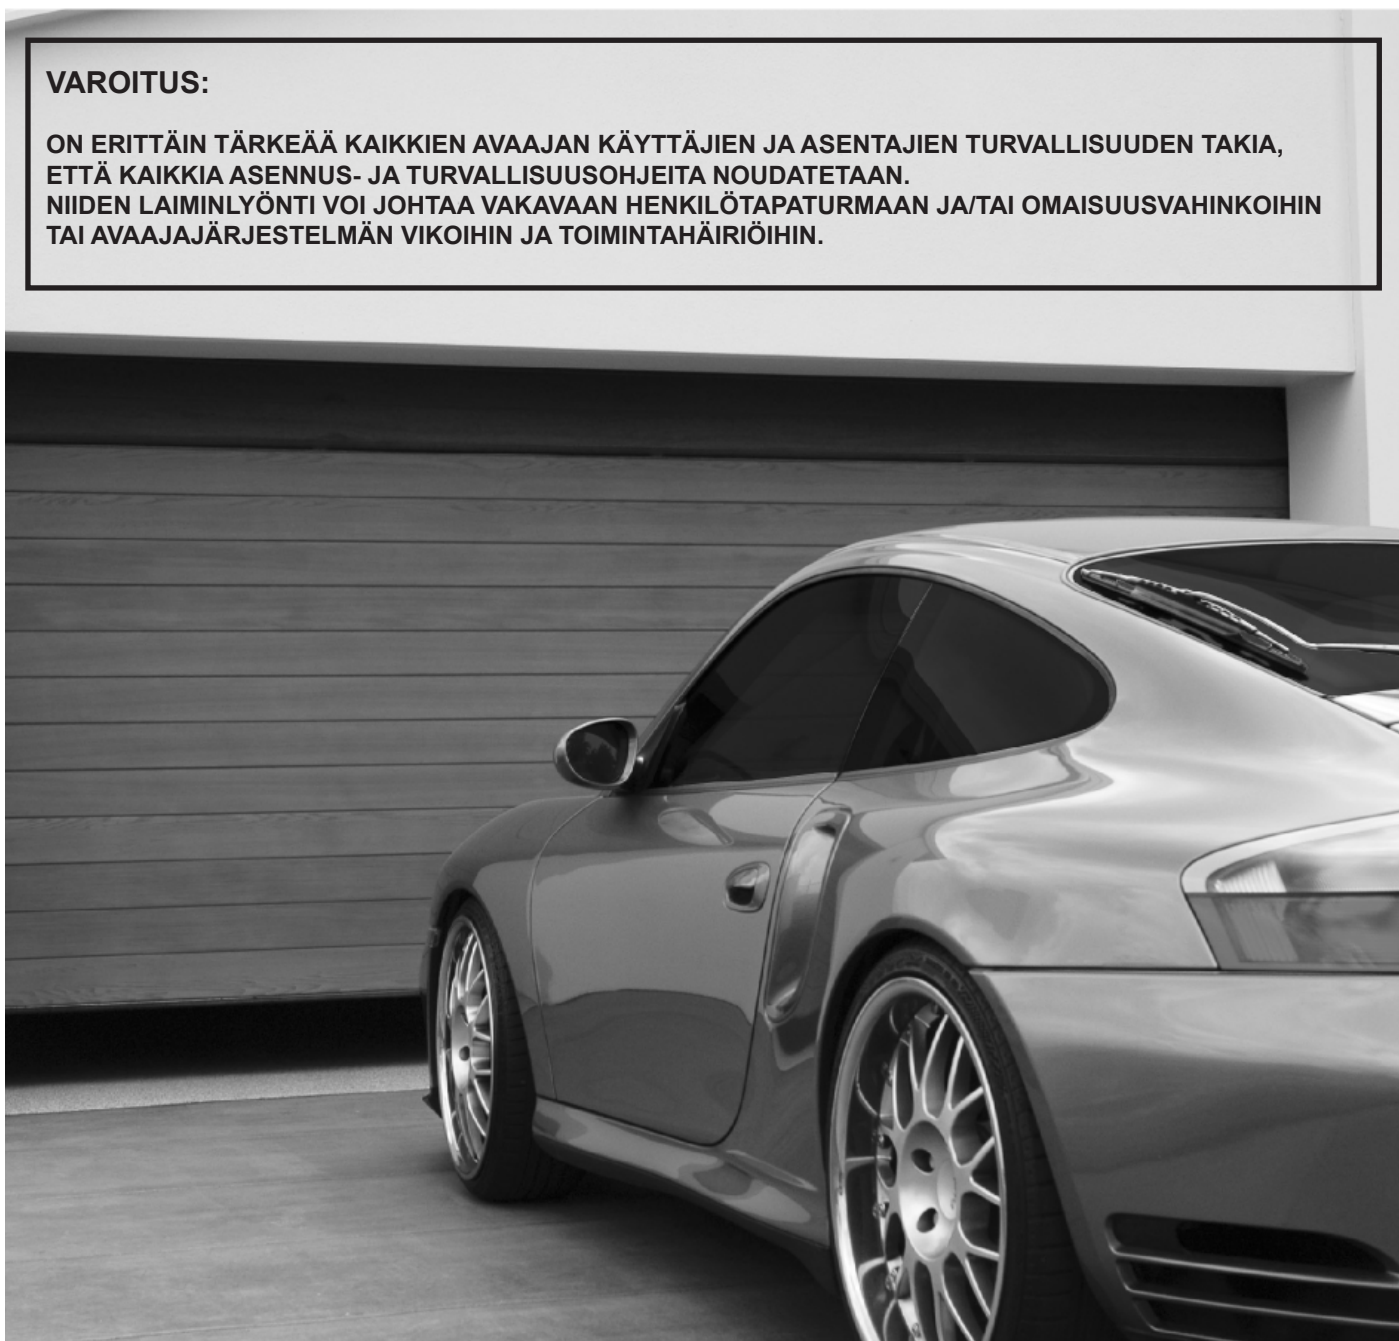 VAROITUS:
ON ERITTÄIN TÄRKEÄÄ KAIKKIEN AVAAJAN KÄYTTÄJIEN JA ASENTAJIEN TURVALLISUUDEN TAKIA,
ETTÄ KAIKKIA ASENNUS- JA TURVALLISUUSOHJEITA NOUDATETAAN.
NIIDEN LAIMINLYÖNTI VOI JOHTAA VAKAVAAN HENKILÖTAPATURMAAN JA/TAI OMAISUUSVAHINKOIHIN
TAI AVAAJAJÄRJESTELMÄN VIKOIHIN JA TOIMINTAHÄIRIÖIHIN.